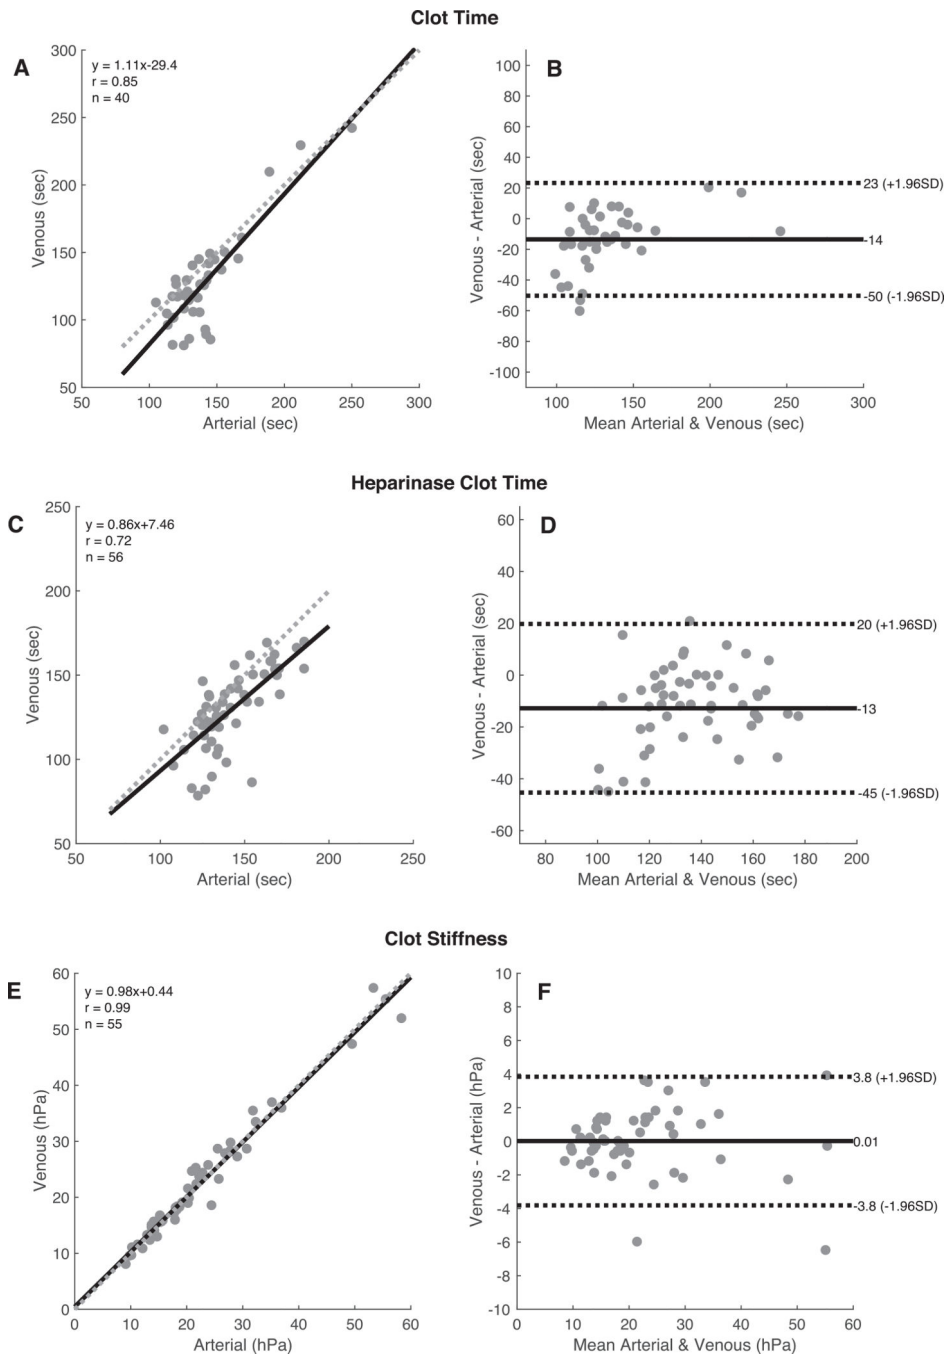 Clot Time
A
y = 1.11x-29.4
r = 0.85
n = 40
300
250
200
150
100
50
Venous (sec)
50 100 150 200 250 300
Arterial (sec)
B
100
80
60
40
20
0
-20
-40
-60
-80
-100
Venous - Arterial (sec)
23 (+1.96SD)
-14
-50 (-1.96SD)
100 150 200 250 300
Mean Arterial & Venous (sec)
Heparinase Clot Time
C
y = 0.86x+7.46
r = 0.72
n = 56
250
200
150
100
50
Venous (sec)
50 100 150 200 250
Arterial (sec)
D
60
40
20
0
-20
-40
-60
Venous - Arterial (sec)
20 (+1.96SD)
-13
-45 (-1.96SD)
80 100 120 140 160 180 200
Mean Arterial & Venous (sec)
Clot Stiffness
E
y = 0.98x+0.44
r = 0.99
n = 55
60
50
40
30
20
10
0
Venous (hPa)
0 10 20 30 40 50 60
Arterial (hPa)
F
10
8
6
4
2
0
-2
-4
-6
-8
-10
Venous - Arterial (hPa)
3.8 (+1.96SD)
0.01
-3.8 (-1.96SD)
0 10 20 30 40 50 60
Mean Arterial & Venous (hPa)